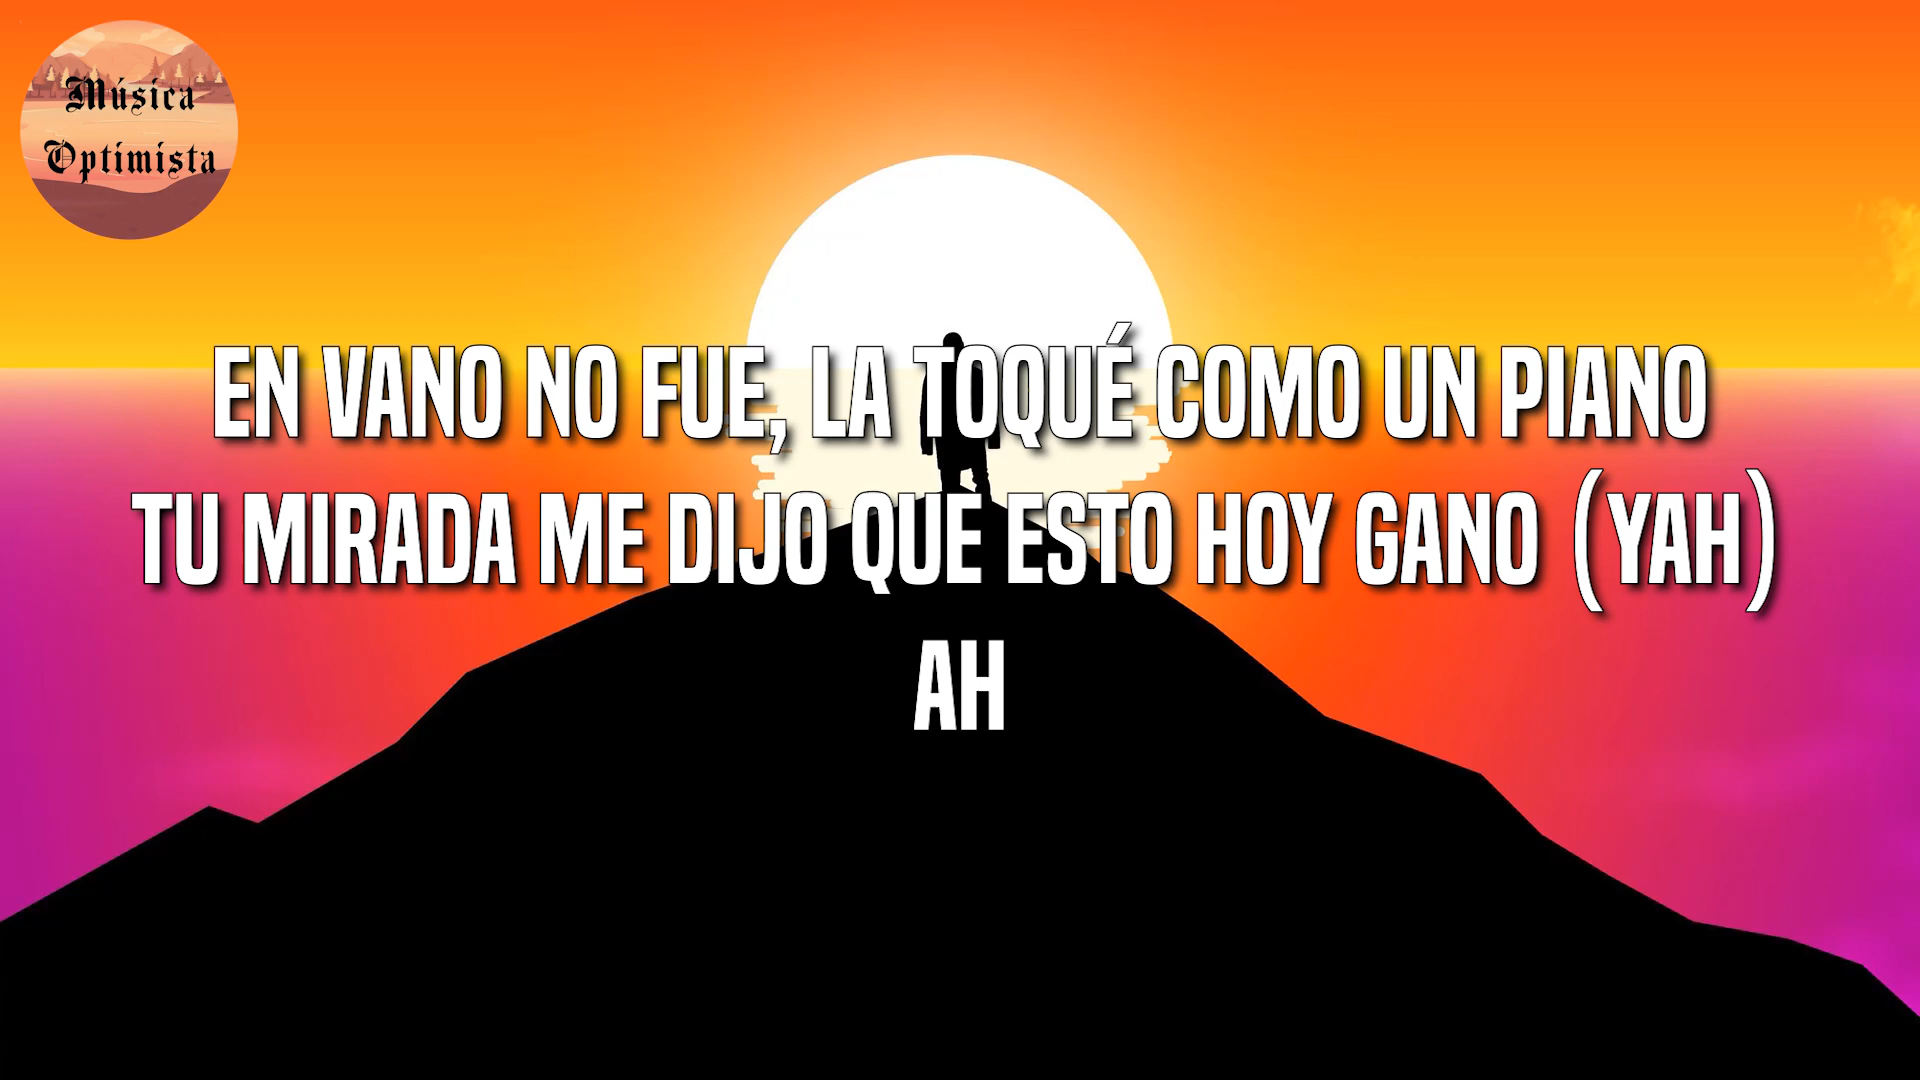 Música
Optimista
EN VANO NO FUE, LA TOQUÉ COMO UN PIANO
TU MIRADA ME DIJO QUE ESTO HOY GANO (YAH)
AH